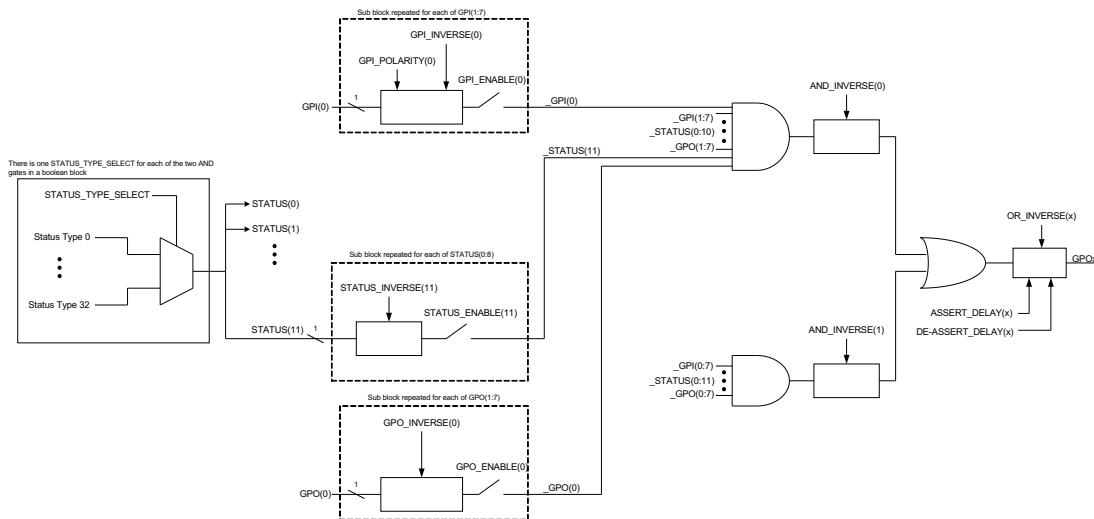 Sub block repeated for each of GPI(1:7)
GPI_INVERSE(0)
GPI_POLARITY(0)
GPI_ENABLE(0)
GPI(0)
1
_GPI(0)
_GPI(1:7)
_STATUS(0:10)
_GPO(1:7)
AND_INVERSE(0)
_STATUS(11)
There is one STATUS_TYPE_SELECT for each of the two AND
gates in a boolean block
STATUS_TYPE_SELECT
Status Type 0
Status Type 32
STATUS(0)
STATUS(1)
Sub block repeated for each of STATUS(0:8)
STATUS_INVERSE(11)
STATUS_ENABLE(11)
STATUS(11)
1
OR_INVERSE(x)
GPOx
ASSERT_DELAY(x)
DE-ASSERT_DELAY(x)
AND_INVERSE(1)
_GPI(0:7)
_STATUS(0:11)
_GPO(0:7)
Sub block repeated for each of GPO(1:7)
GPO_INVERSE(0)
GPO_ENABLE(0)
GPO(0)
1
_GPO(0)